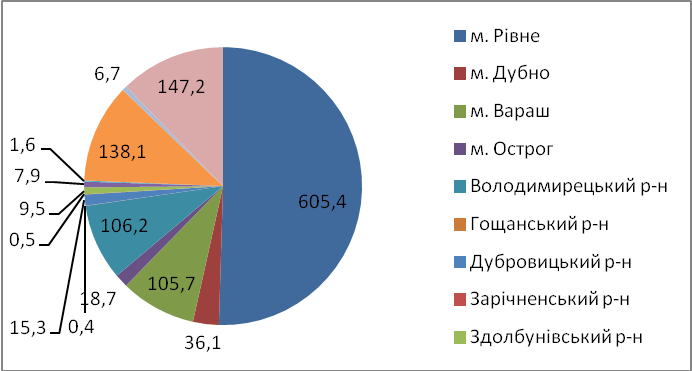 6,7
147,2
1,6
138,1
7,9
9,5
605,4
0,5
106,2
18,7
105,7
15,3
0,4
36,1
м. Рівне
м. Дубно
м. Вараш
м. Острог
Володимирецький р-н
Гощанський р-н
Дубровицький р-н
Зарічненський р-н
Здолбунівський р-н